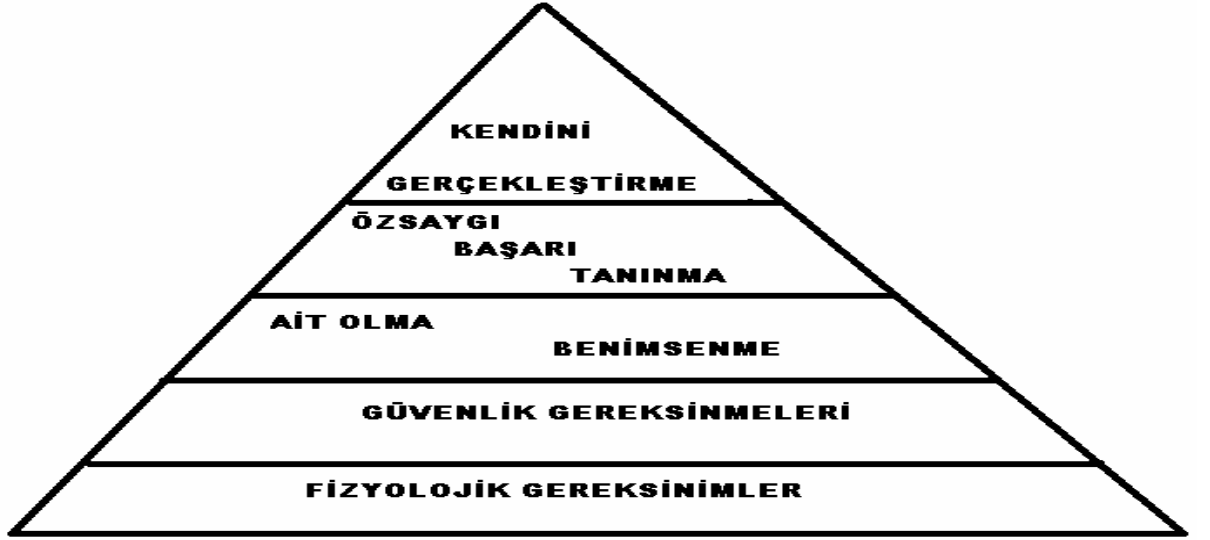 KENDİNİ
GERÇEKLEŞTİRME
ÖZSAYGI
BAŞARI
TANINMA
AİT OLMA
BENİMSENME
GÜVENLİK GEREKSİNMELERİ
FİZYOLOJİK GEREKSİNİMLER